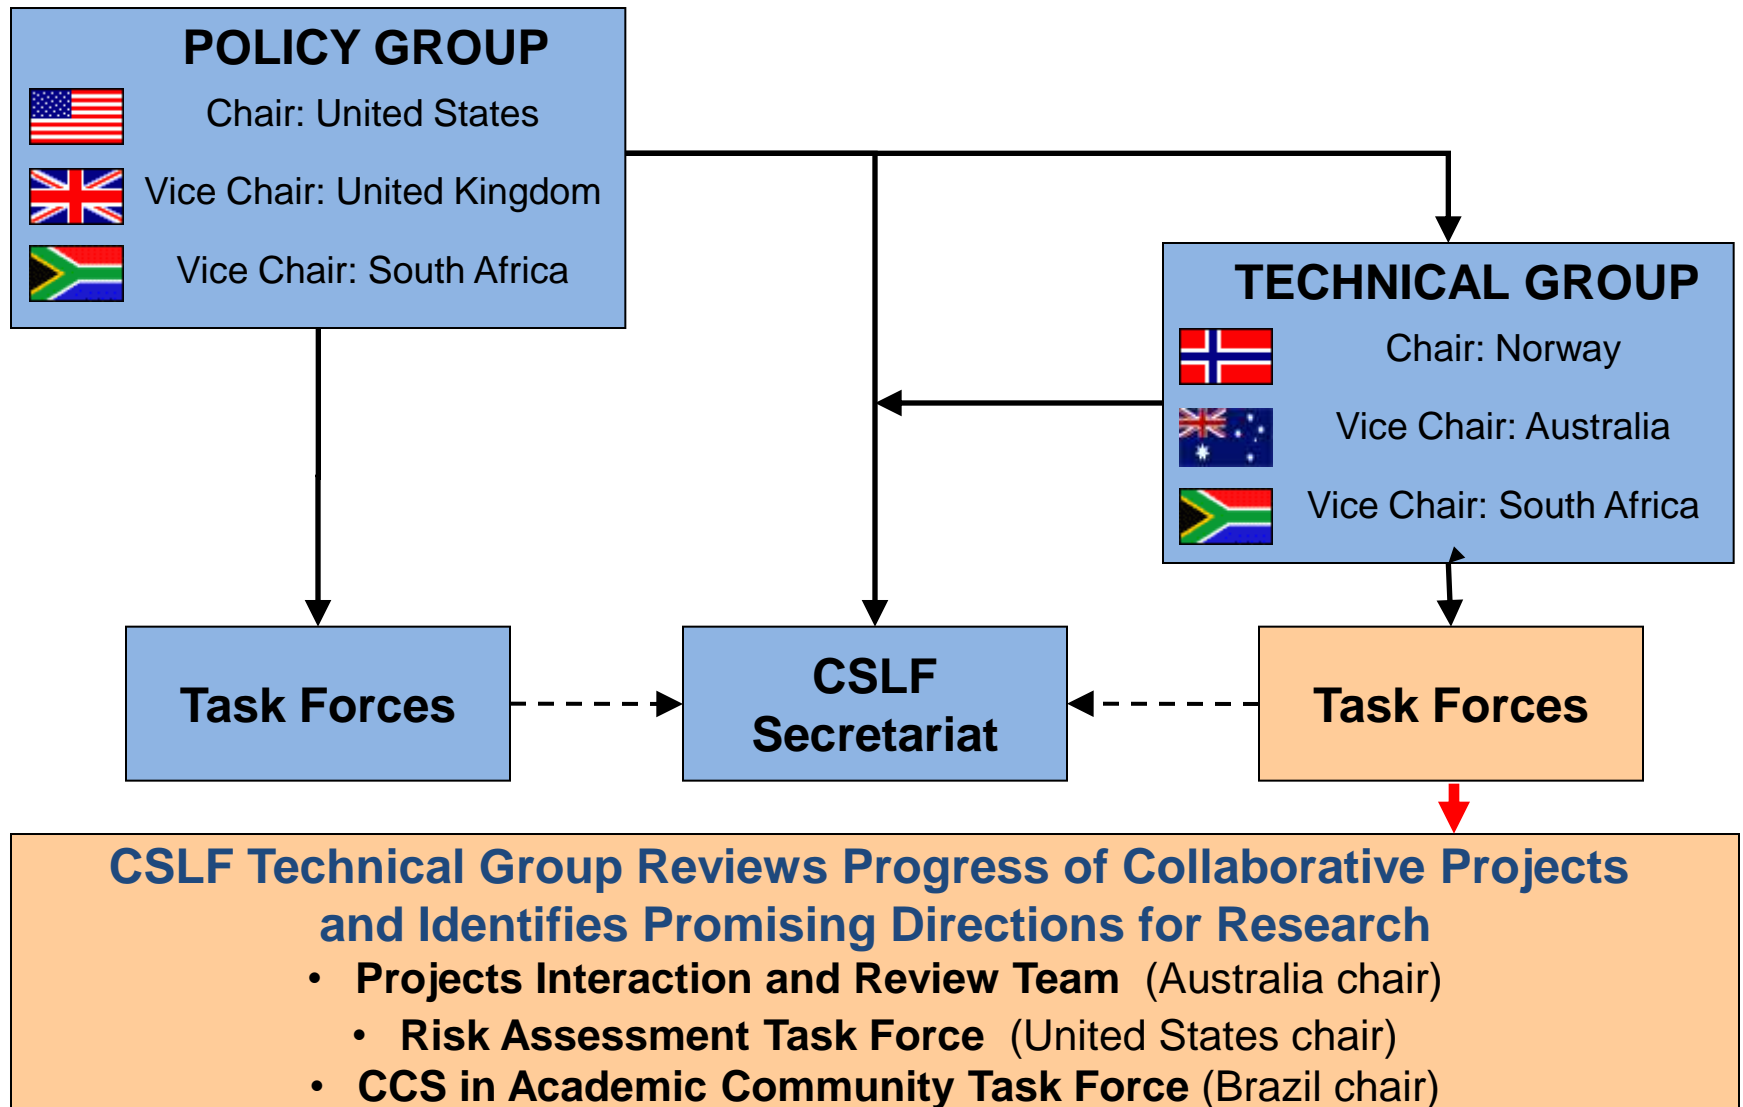 POLICY GROUP
Chair: United States
Vice Chair: United Kingdom
Vice Chair: South Africa
TECHNICAL GROUP
Chair: Norway
Vice Chair: Australia
Vice Chair: South Africa
Task Forces
CSLF
Secretariat
Task Forces
CSLF Technical Group Reviews Progress of Collaborative Projects
and Identifies Promising Directions for Research
• Projects Interaction and Review Team (Australia chair)
• Risk Assessment Task Force (United States chair)
• CCS in Academic Community Task Force (Brazil chair)